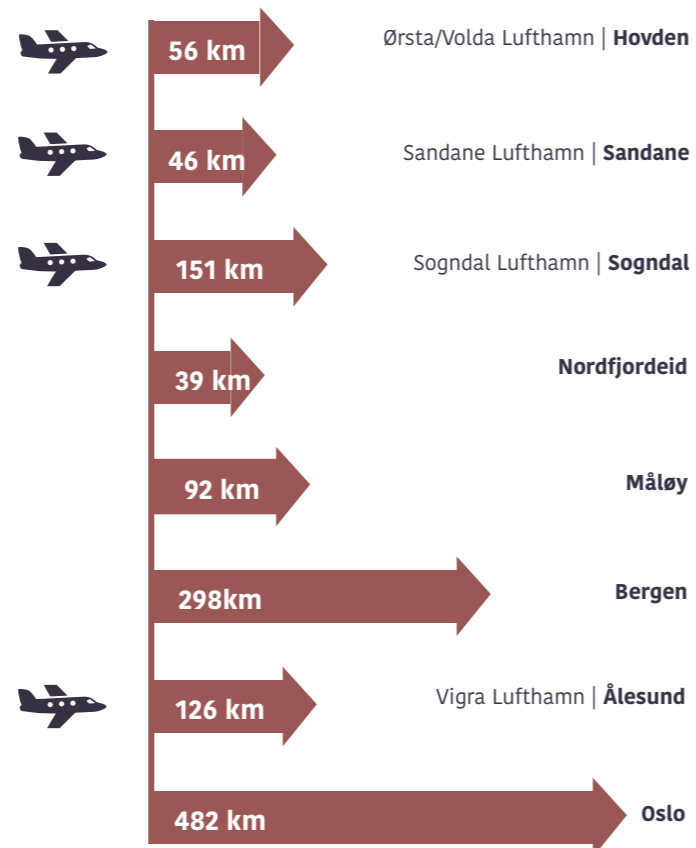 56 km Ørsta/Volda Lufthamn | Hovden
46 km Sandane Lufthamn | Sandane
151 km Sogndal Lufthamn | Sogndal
39 km Nordfjordeid
92 km Måløy
298km Bergen
126 km Vigra Lufthamn | Ålesund
482 km Oslo